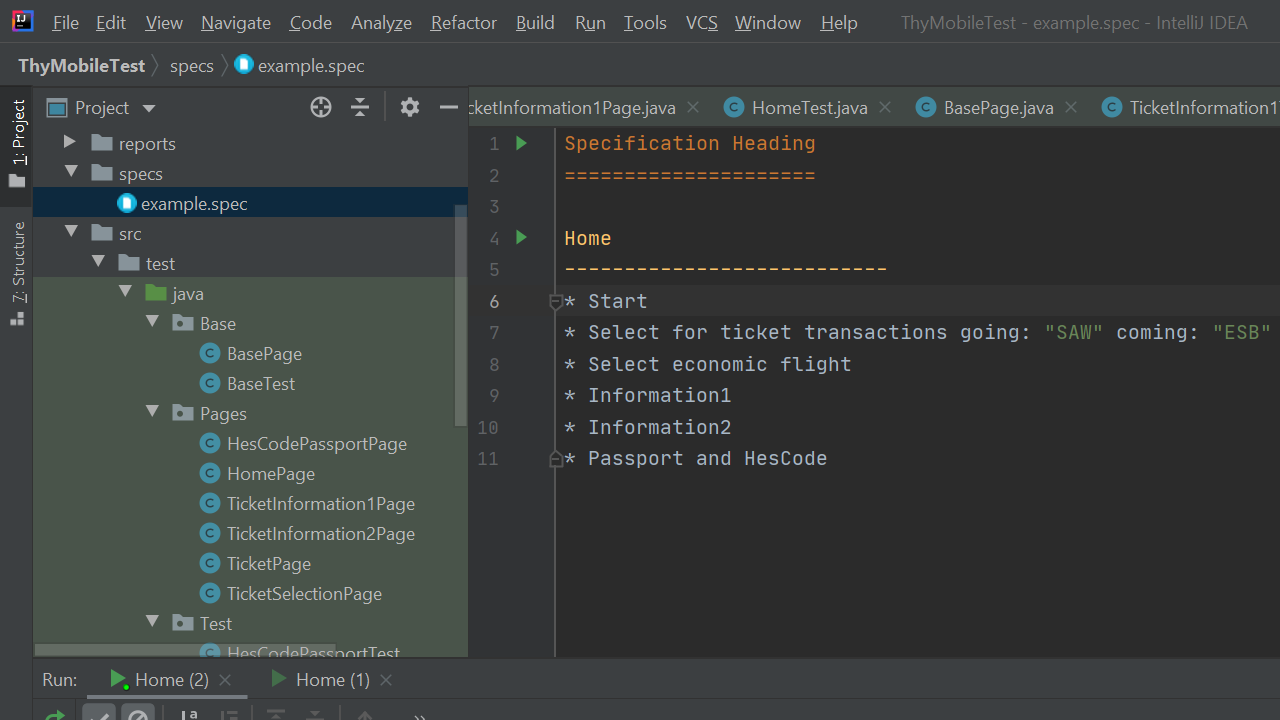 File Edit View Navigate Code Analyze Refactor Build Run Tools VCS Window Help ThyMobileTest - example.spec - IntelliJ IDEA
ThyMobileTest specs example.spec
1: Project
7: Structure
Project
reports
specs
example.spec
src
test
java
Base
BasePage
BaseTest
Pages
HesCodePassportPage
HomePage
TicketInformation1Page
TicketInformation2Page
TicketPage
TicketSelectionPage
Test
HesCodePassportTest
cketInformation1Page.java HomeTest.java BasePage.java TicketInformation1
1 Specification Heading
2 =====================
3
4 Home
5 ---------------------------
6 * Start
7 * Select for ticket transactions going: "SAW" coming: "ESB"
8 * Select economic flight
9 * Information1
10 * Information2
11 * Passport and HesCode
Run: Home (2) Home (1)